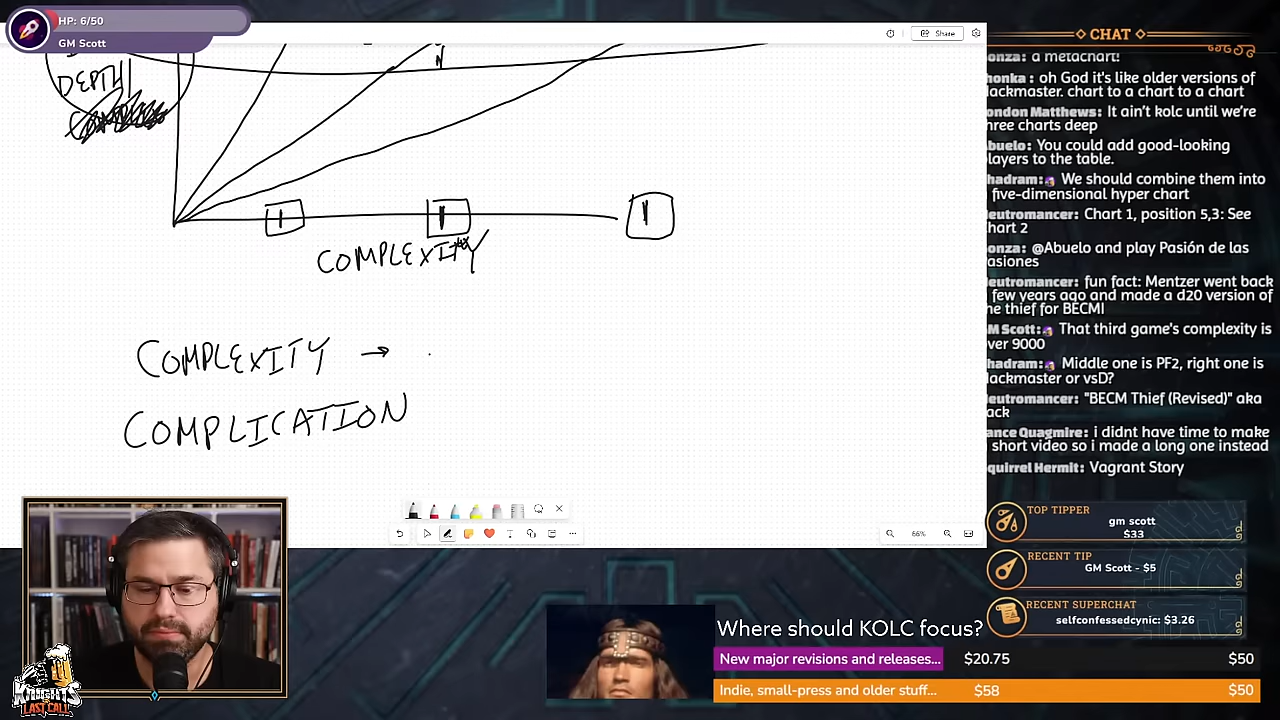 HP: 6/50
GM Scott
Share
DEPTH
N
COMPLEXITY
COMPLEXITY →
COMPLICATION
66%
CHAT
onza: a metachart!
honka : oh God it's like older versions of
lackmaster. chart to a chart to a chart
ondon Matthews: It ain't kolc until we're
hree charts deep
buelo: You could add good-looking
layers to the table.
hadram: We should combine them into
five-dimensional hyper chart
eutromancer: Chart 1, position 5,3: See
hart 2
onza: @Abuelo and play Pasión de las
asiones
eutromancer: fun fact: Mentzer went back
few years ago and made a d20 version of
he thief for BECMI
M Scott: That third game's complexity is
ver 9000
hadram: Middle one is PF2, right one is
lackmaster or vsD?
eutromancer: "BECM Thief (Revised)" aka
ack
ance Quagmire: i didnt have time to make
short video so i made a long one instead
quirrel Hermit: Vagrant Story
TOP TIPPER
gm scott
$33
RECENT TIP
GM Scott - $5
RECENT SUPERCHAT
selfconfessedcynic: $3.26
Where should KOLC focus?
New major revisions and releases... $20.75 $50
Indie, small-press and older stuff... $58 $50
KNIGHTS
LAST CALL